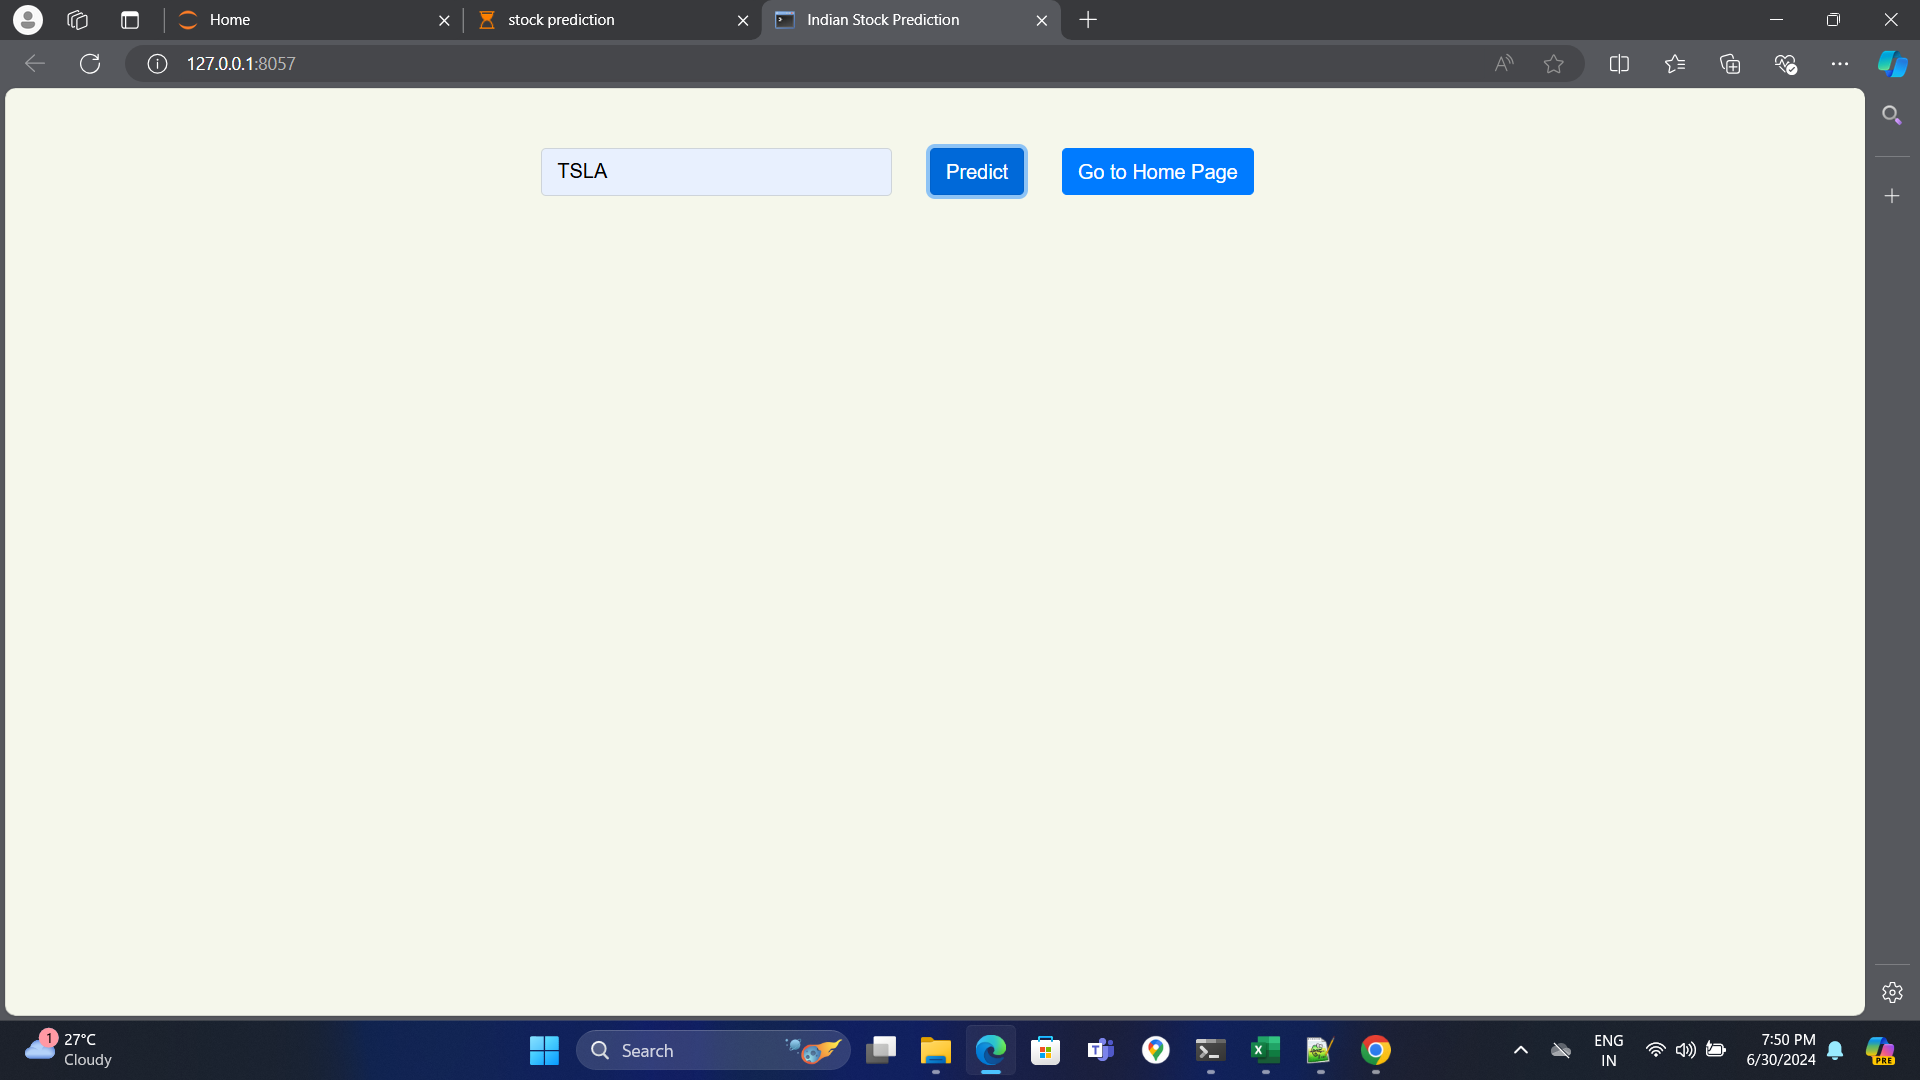 Home
stock prediction
Indian Stock Prediction
127.0.0.1:8057
TSLA
Predict
Go to Home Page
1
27°C
Cloudy
Search
ENG
IN
7:50 PM
6/30/2024
PRE